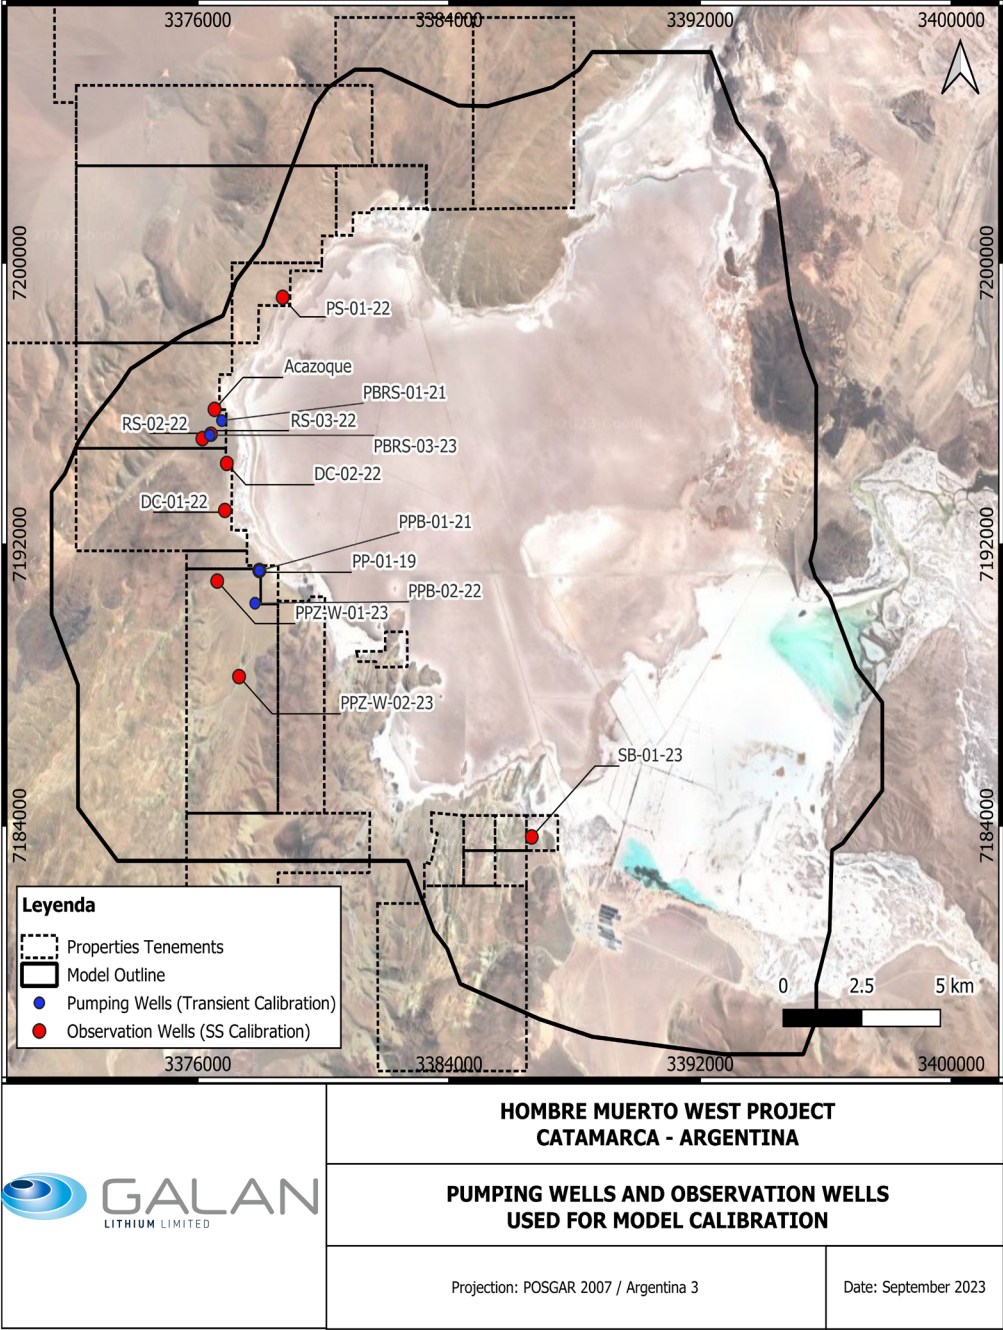 3376000
3384000
3392000
3400000
7200000
7200000
PS-01-22
Acazoque
PBRS-01-21
RS-02-22
RS-03-22
PBRS-03-23
DC-02-22
DC-01-22
PPB-01-21
7192000
7192000
PP-01-19
PPB-02-22
PPZ-W-01-23
PPZ-W-02-23
SB-01-23
7184000
7184000
Leyenda
Properties Tenements
Model Outline
Pumping Wells (Transient Calibration)
Observation Wells (SS Calibration)
0 2.5 5 km
3376000
3384000
3392000
3400000
GALAN
LITHIUM LIMITED
HOMBRE MUERTO WEST PROJECT
CATAMARCA - ARGENTINA
PUMPING WELLS AND OBSERVATION WELLS
USED FOR MODEL CALIBRATION
Projection: POSGAR 2007 / Argentina 3
Date: September 2023